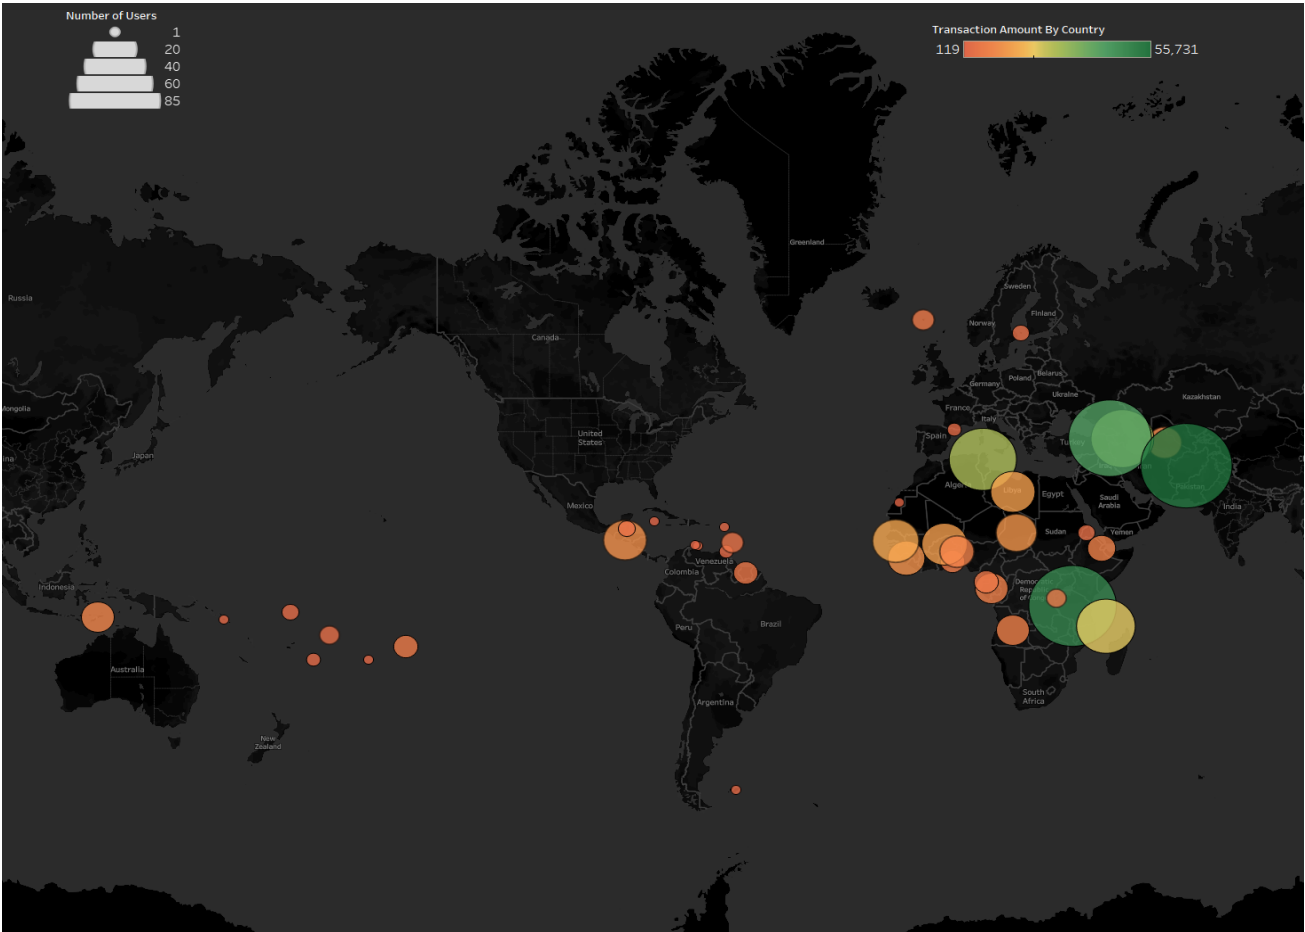 Number of Users
1
20
40
60
85
Transaction Amount By Country
119
55,731
Greenland
Russia
Sweden
Finland
Norway
Canada
Poland
Belarus
Germany
Ukraine
Kazakhstan
Mongolia
France
Italy
United
States
Spain
Japan
Egypt
Saudi
Arabia
Libya
India
Mexico
Sudan
Yemen
Venezuela
Colombia
Indonesia
Peru
Brazil
Australia
South
Africa
Argentina
New
Zealand